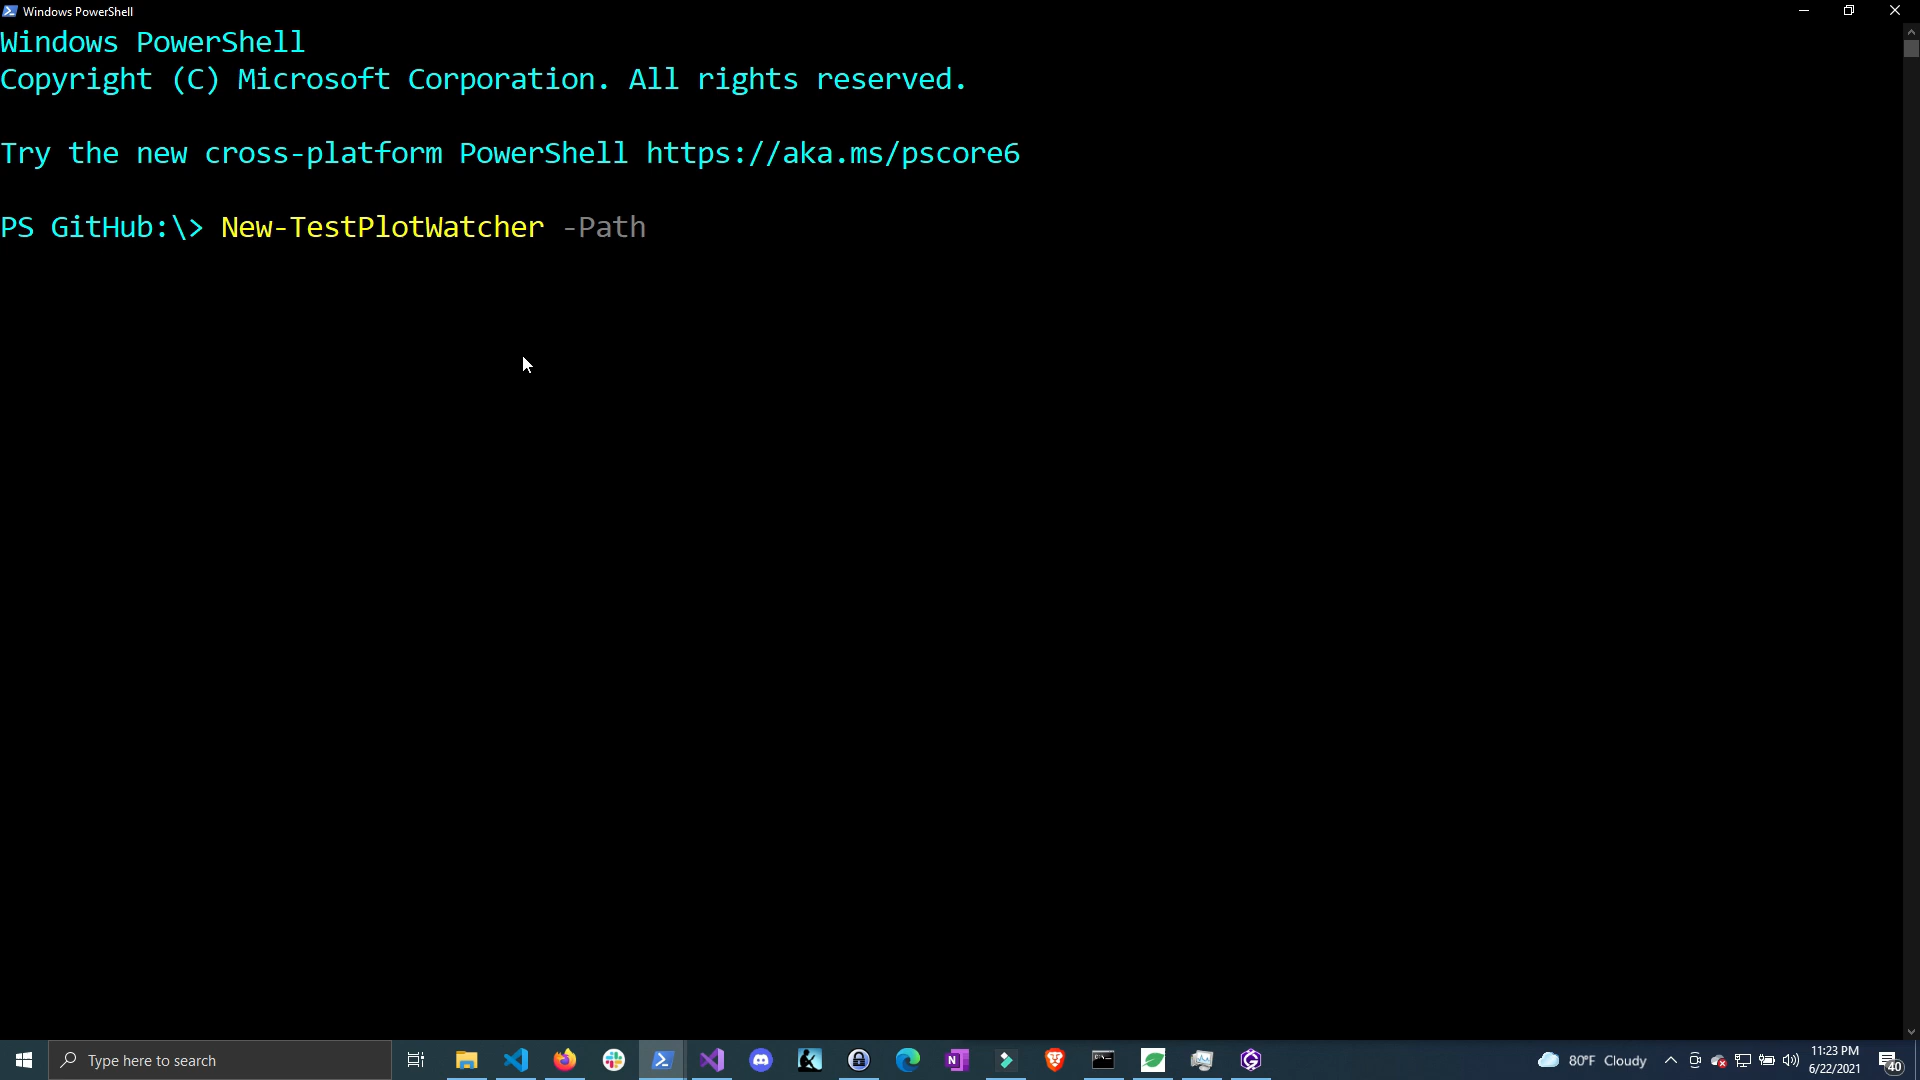 Windows PowerShell
Windows PowerShell
Copyright (C) Microsoft Corporation. All rights reserved.
Try the new cross-platform PowerShell https://aka.ms/pscore6
PS GitHub:\> New-TestPlotWatcher -Path
Type here to search
80°F Cloudy
11:23 PM
6/22/2021
40